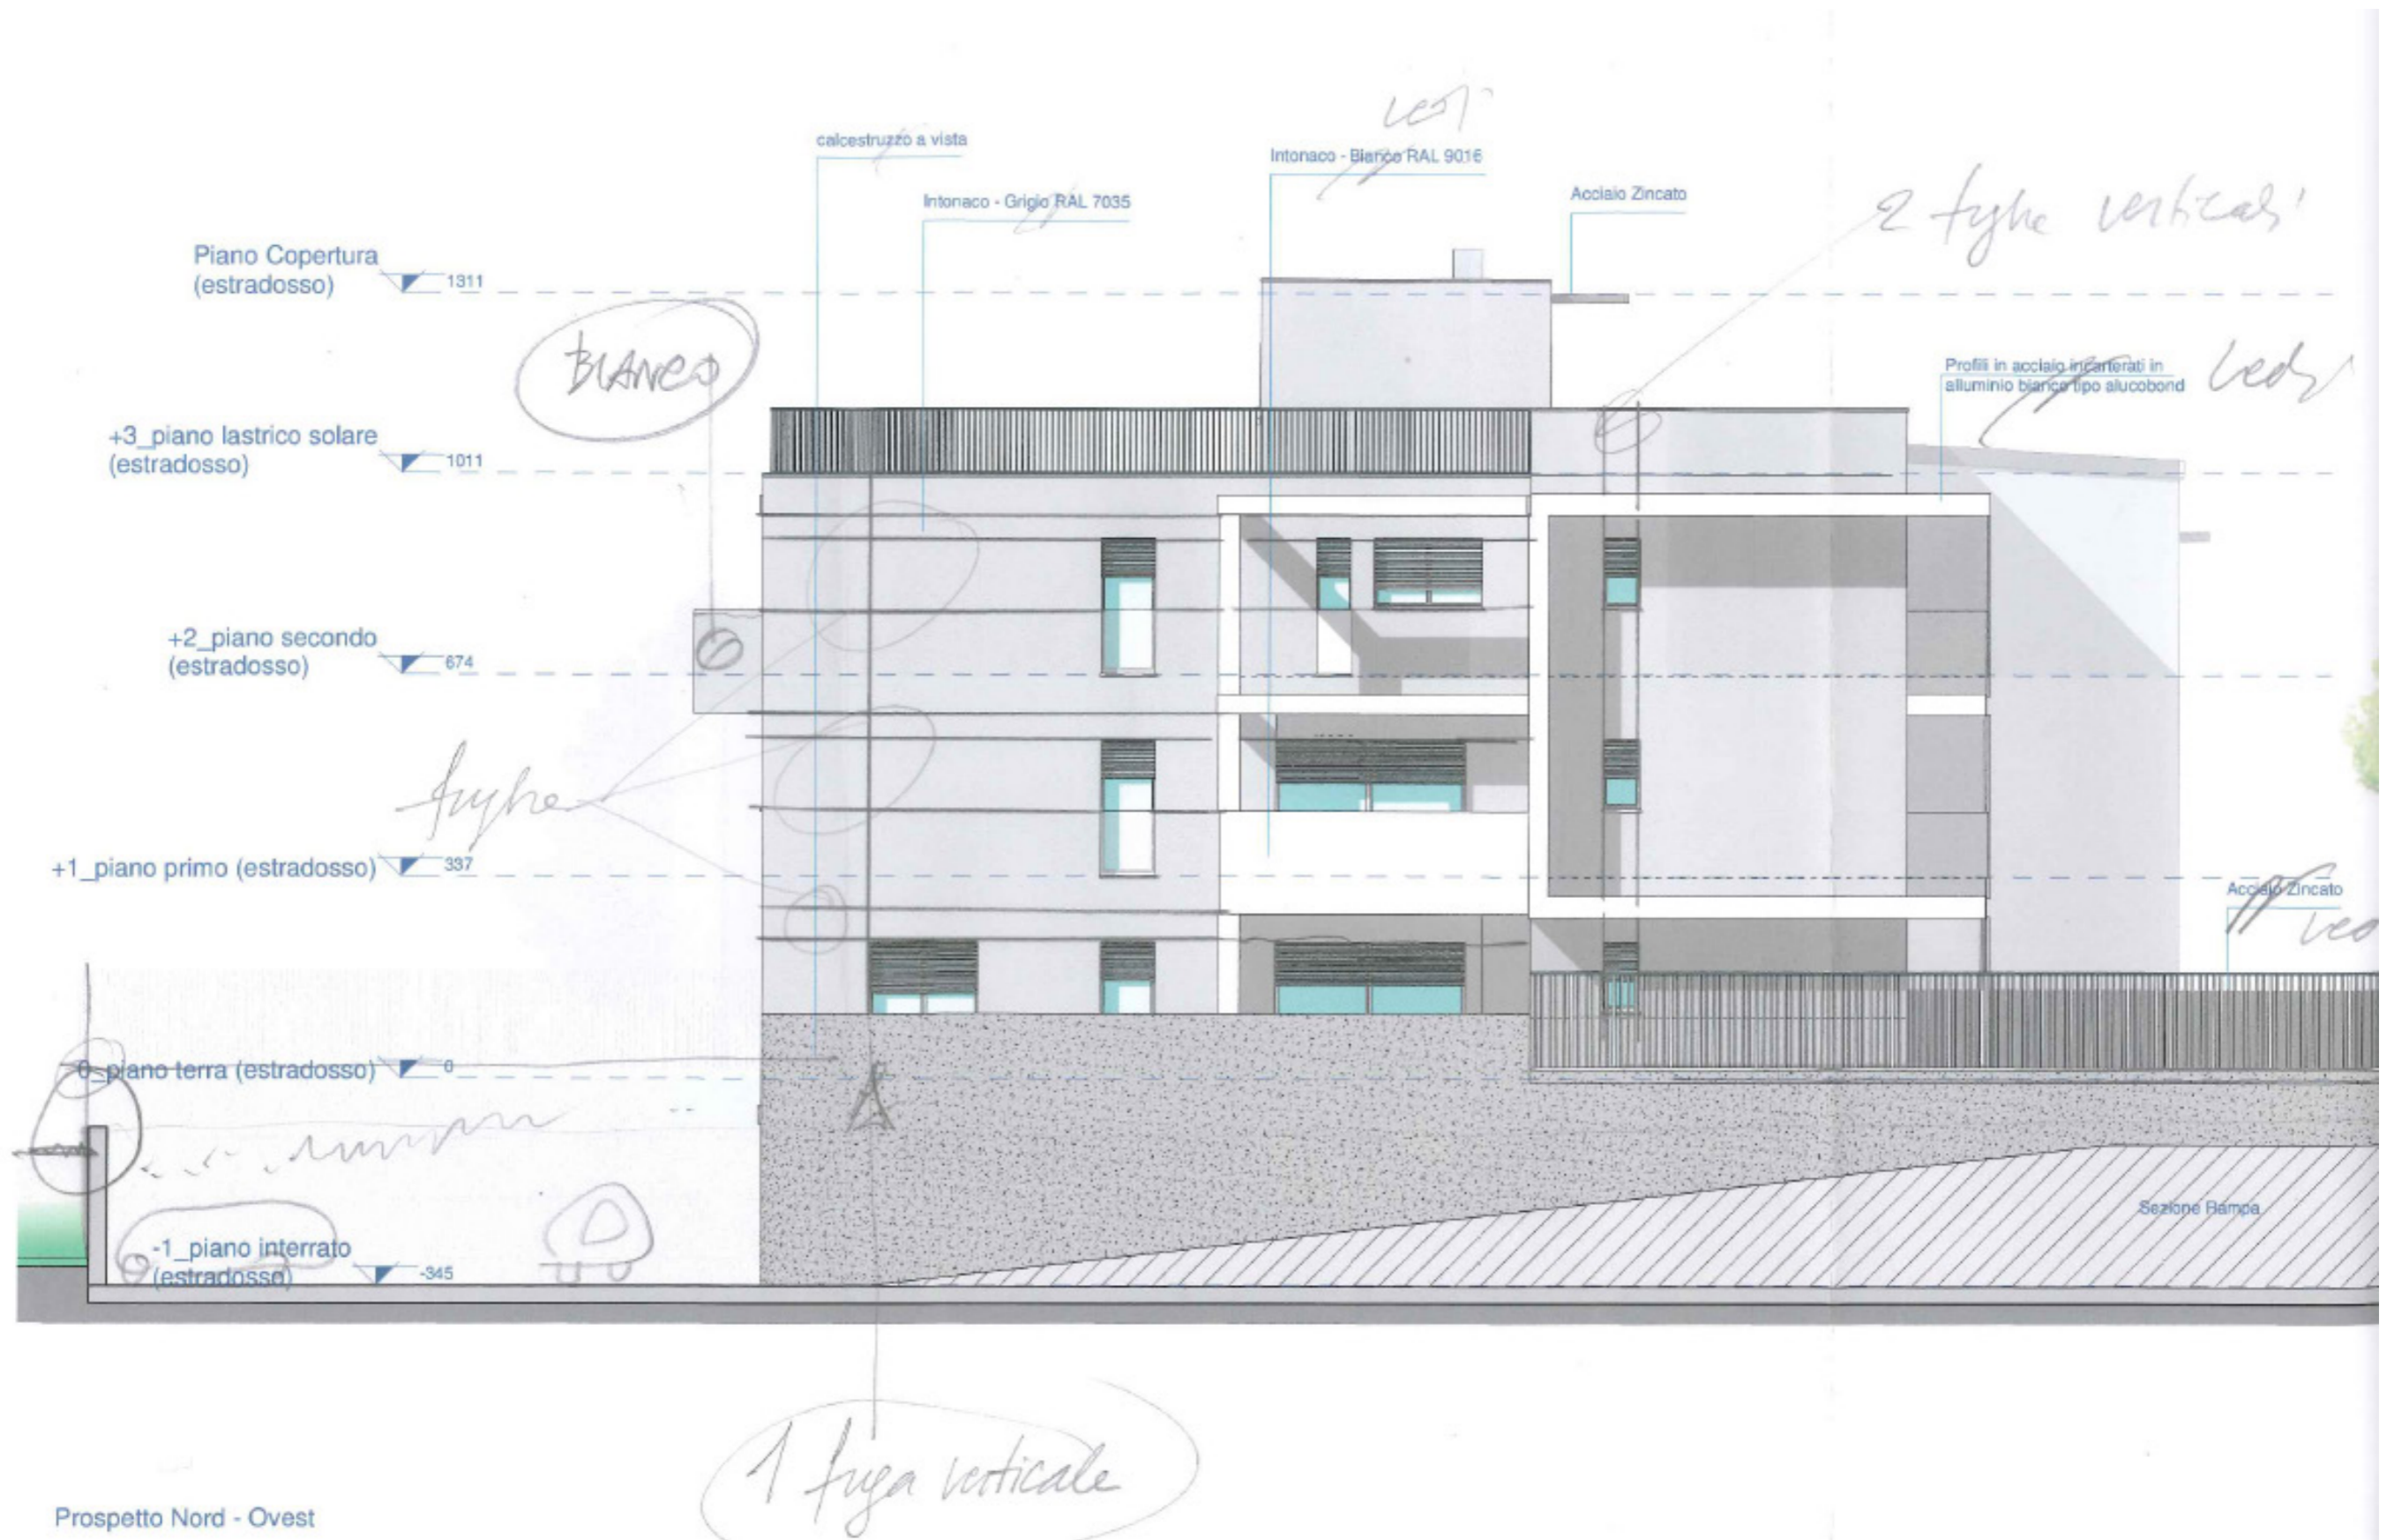 vedi
calcestruzzo a vista
Intonaco - Bianco RAL 9016
Intonaco - Grigio RAL 7035
Acciaio Zincato
2 fughe verticali
Piano Copertura
(estradosso)
1311
BIANCO
Profili in acciaio incarterati in
alluminio bianco tipo alucobond
vedi
+3_piano lastrico solare
(estradosso)
1011
+2_piano secondo
(estradosso)
674
fughe
+1_piano primo (estradosso)
337
Acciaio Zincato
0_piano terra (estradosso)
0
Sezione Rampa
-1_piano interrato
(estradosso)
-345
1 fuga verticale
Prospetto Nord - Ovest